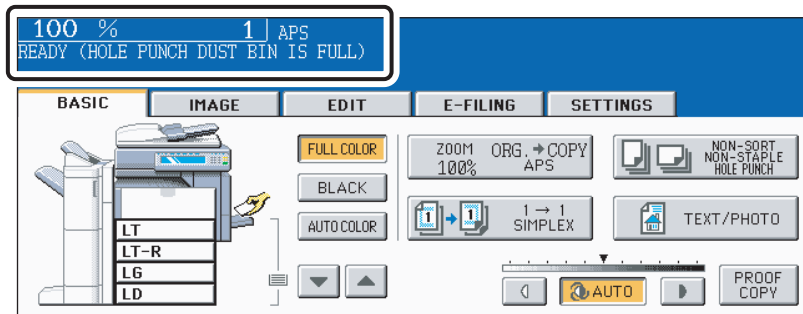 100 % 1 APS
READY (HOLE PUNCH DUST BIN IS FULL)
BASIC IMAGE EDIT E-FILING SETTINGS
FULL COLOR
BLACK
AUTO COLOR
ZOOM ORG. → COPY
100% APS
NON-SORT
NON-STAPLE
HOLE PUNCH
1 1 1 → 1
SIMPLEX
TEXT/PHOTO
LT
LT-R
LG
LD
AUTO
PROOF
COPY